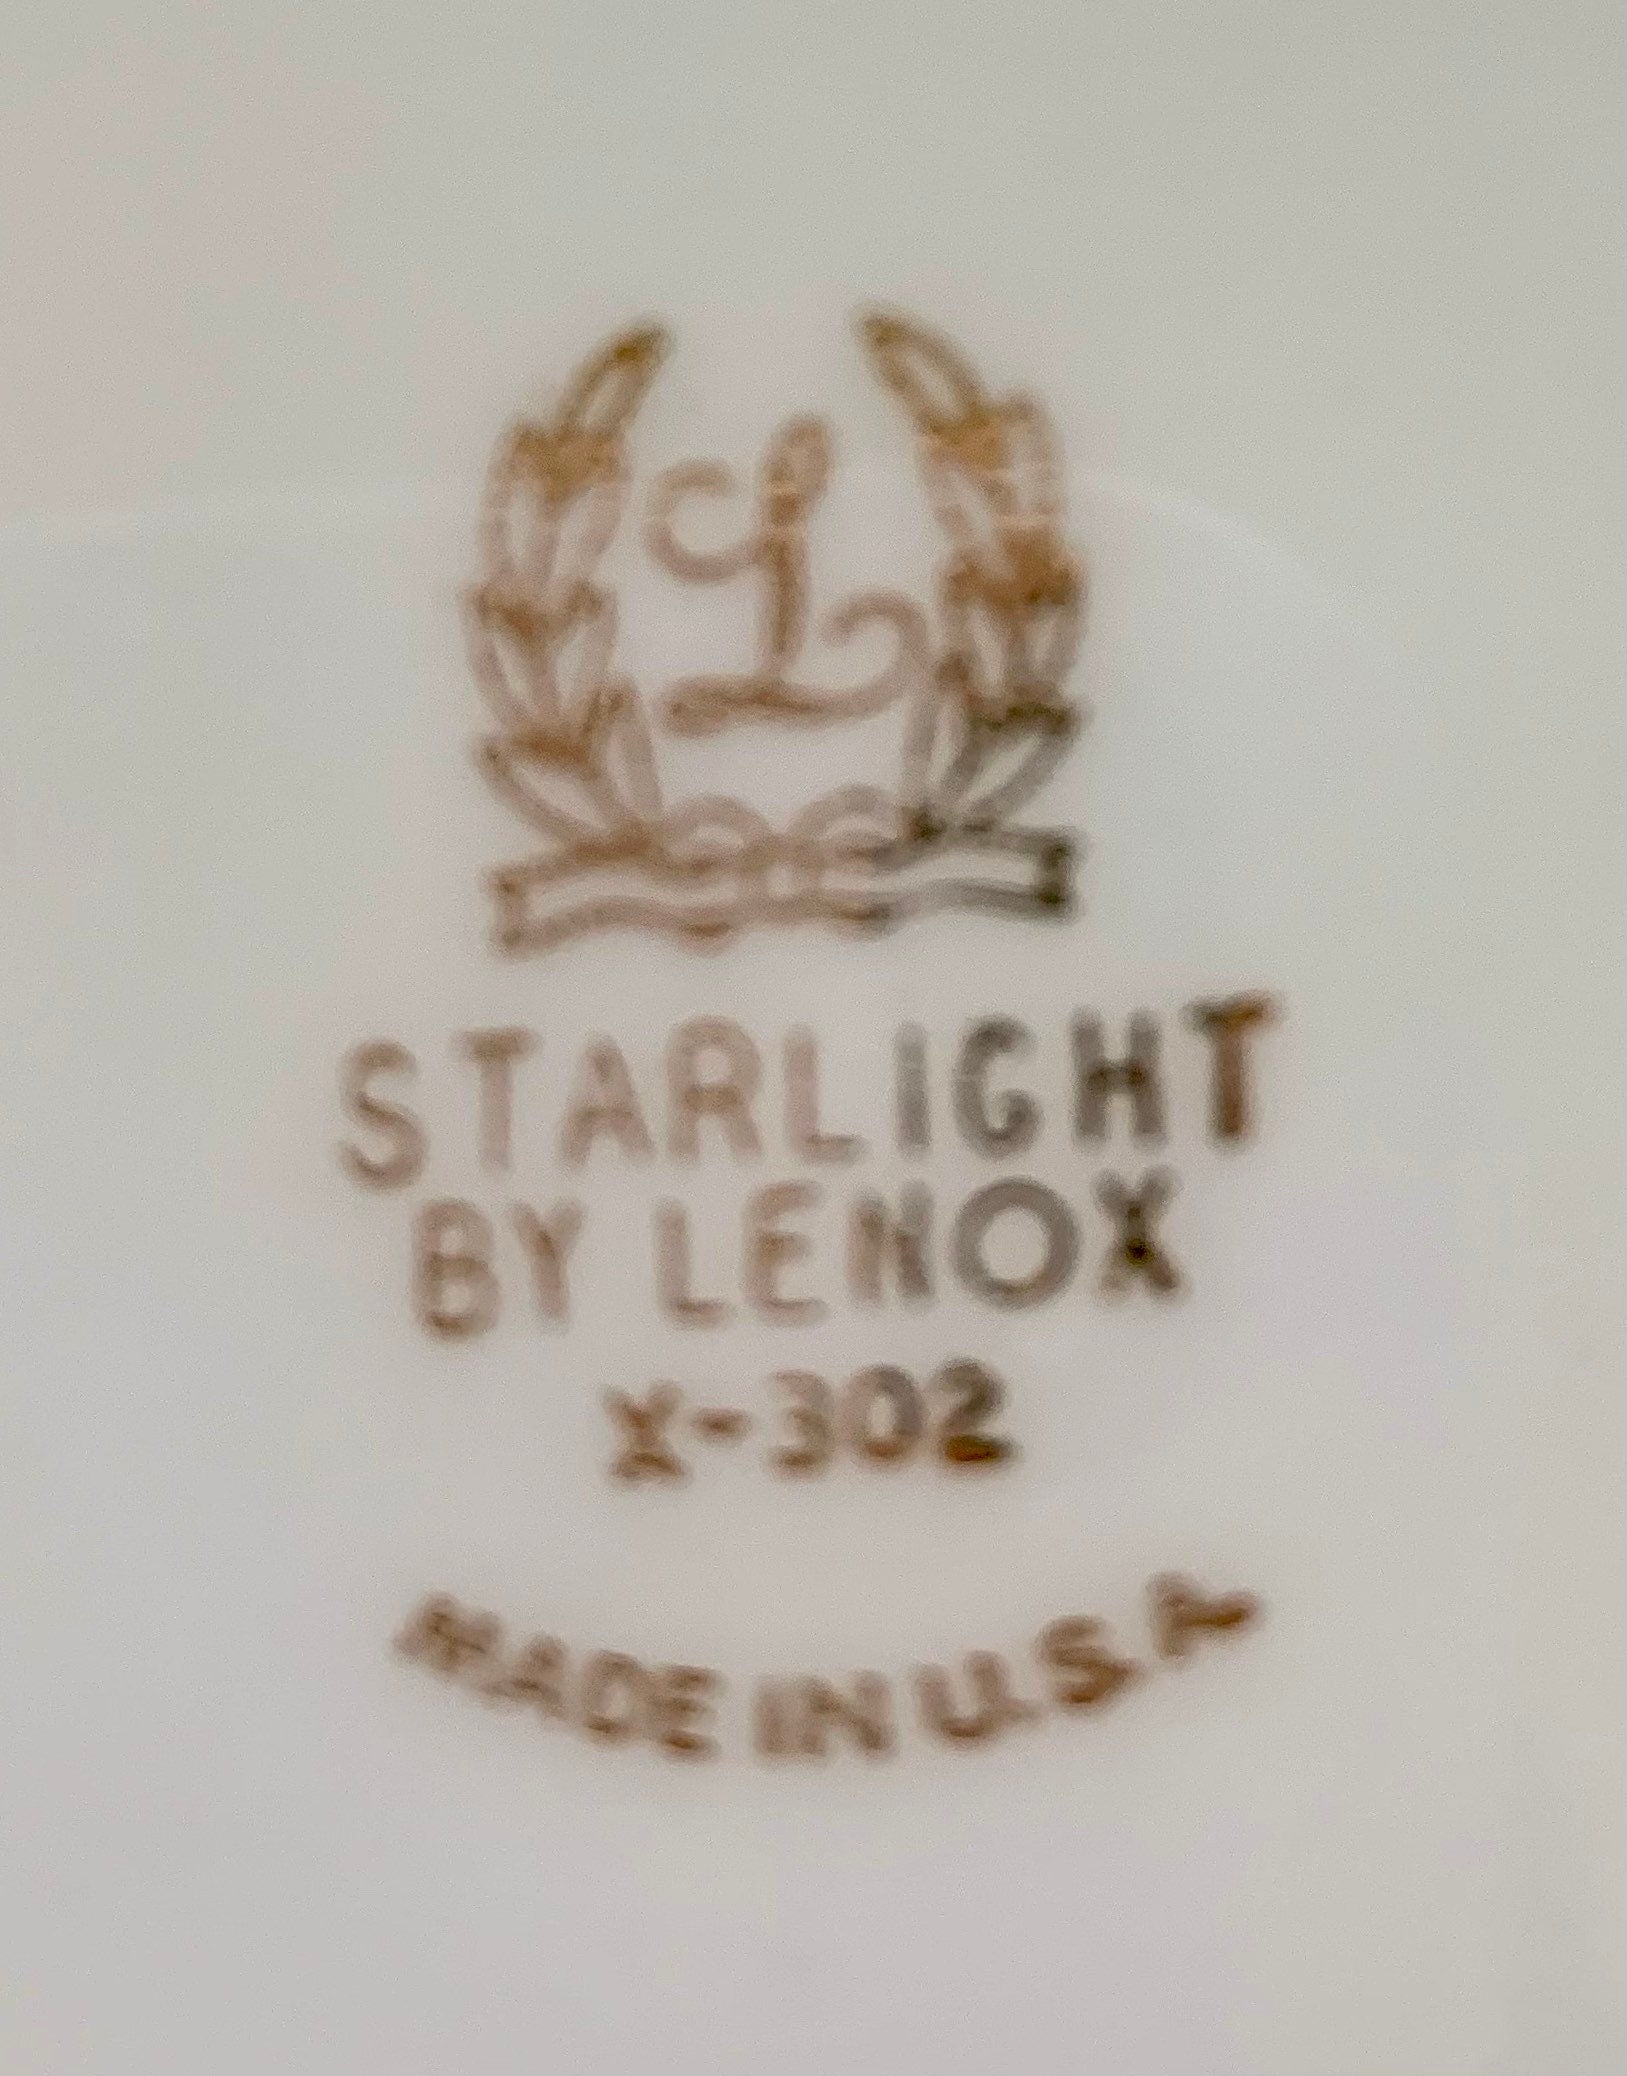 L
STARLIGHT
BY LENOX
X-302
MADE IN U.S.A.